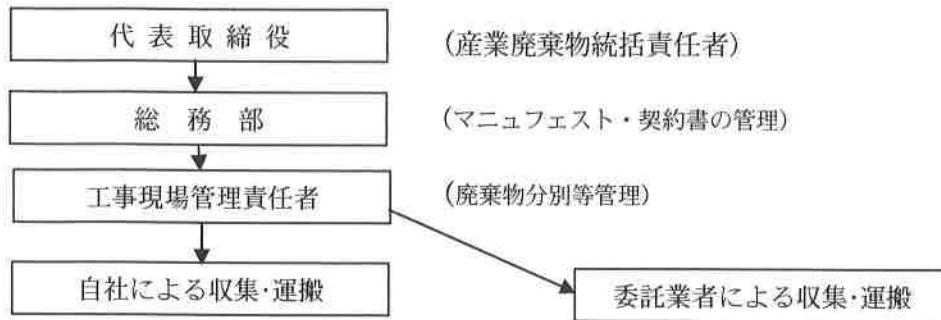 代表取締役
(産業廃棄物統括責任者)
総務部
(マニュフェスト・契約書の管理)
工事現場管理責任者
(廃棄物分別等管理)
自社による収集・運搬
委託業者による収集・運搬